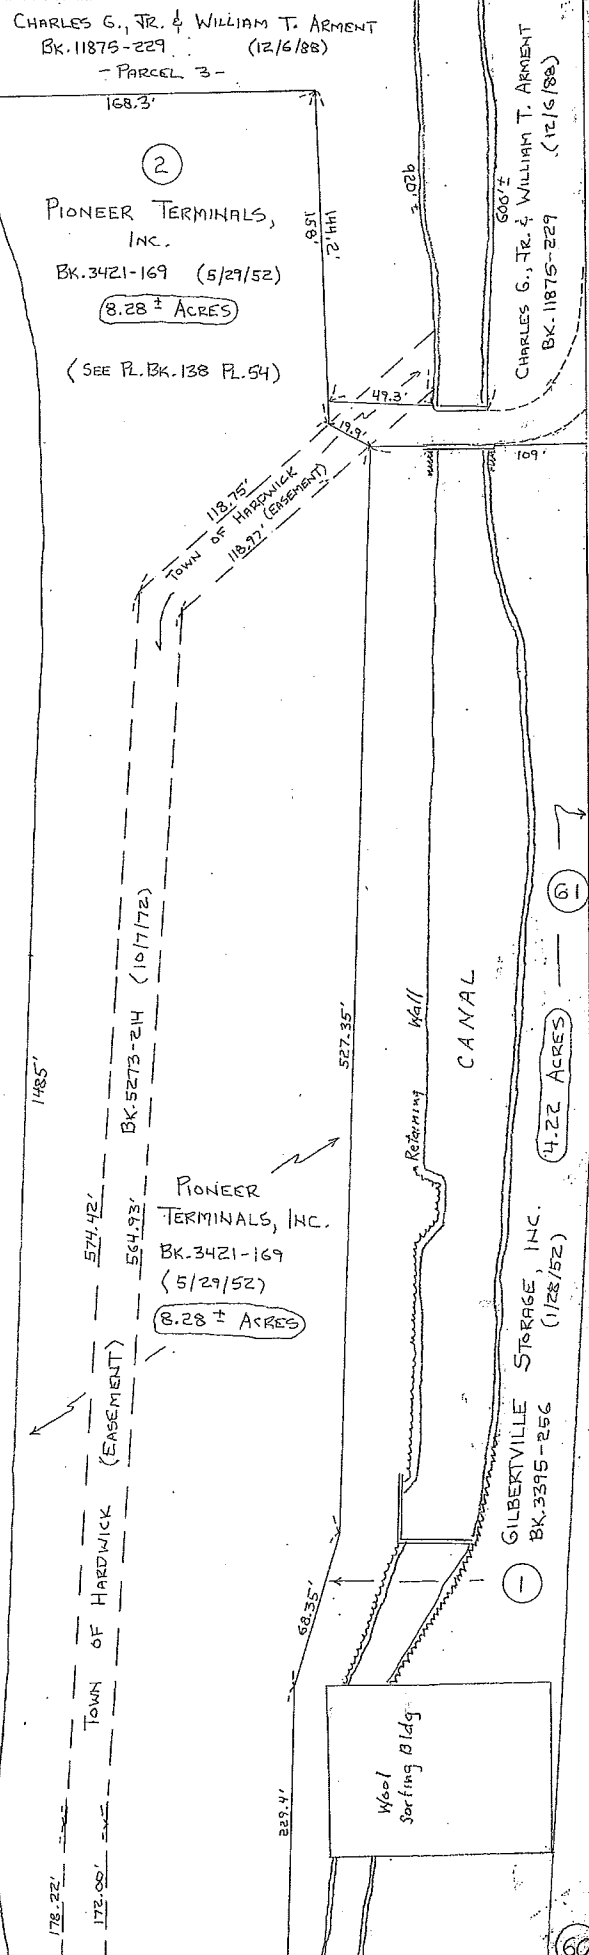 CHARLES G., JR. & WILLIAM T. ARMENT
BK. 11875-229 (12/6/88)
- PARCEL 3 -
168.3'
2
PIONEER TERMINALS,
INC.
BK. 3421-169 (5/29/52)
8.28 ± ACRES
(SEE PL. BK. 138 PL. 54)
144.2'
158'
920' ±
600' ±
CHARLES G., JR. & WILLIAM T. ARMENT
BK. 11875-229 (12/6/88)
49.3'
19.9'
109'
118.75'
TOWN OF HARDWICK
(EASEMENT)
118.97'
61
BK. 5273-214 (10/7/72)
527.35'
Retaining Wall
CANAL
1485'
4.22 ACRES
574.42'
564.93'
PIONEER
TERMINALS, INC.
BK. 3421-169
(5/29/52)
8.28 ± ACRES
GILBERTVILLE STORAGE, INC.
BK. 3395-256 (1/28/52)
1
TOWN OF HARDWICK (EASEMENT)
68.35'
229.4'
Wool
Sorting Bldg
178.22'
172.00'
60